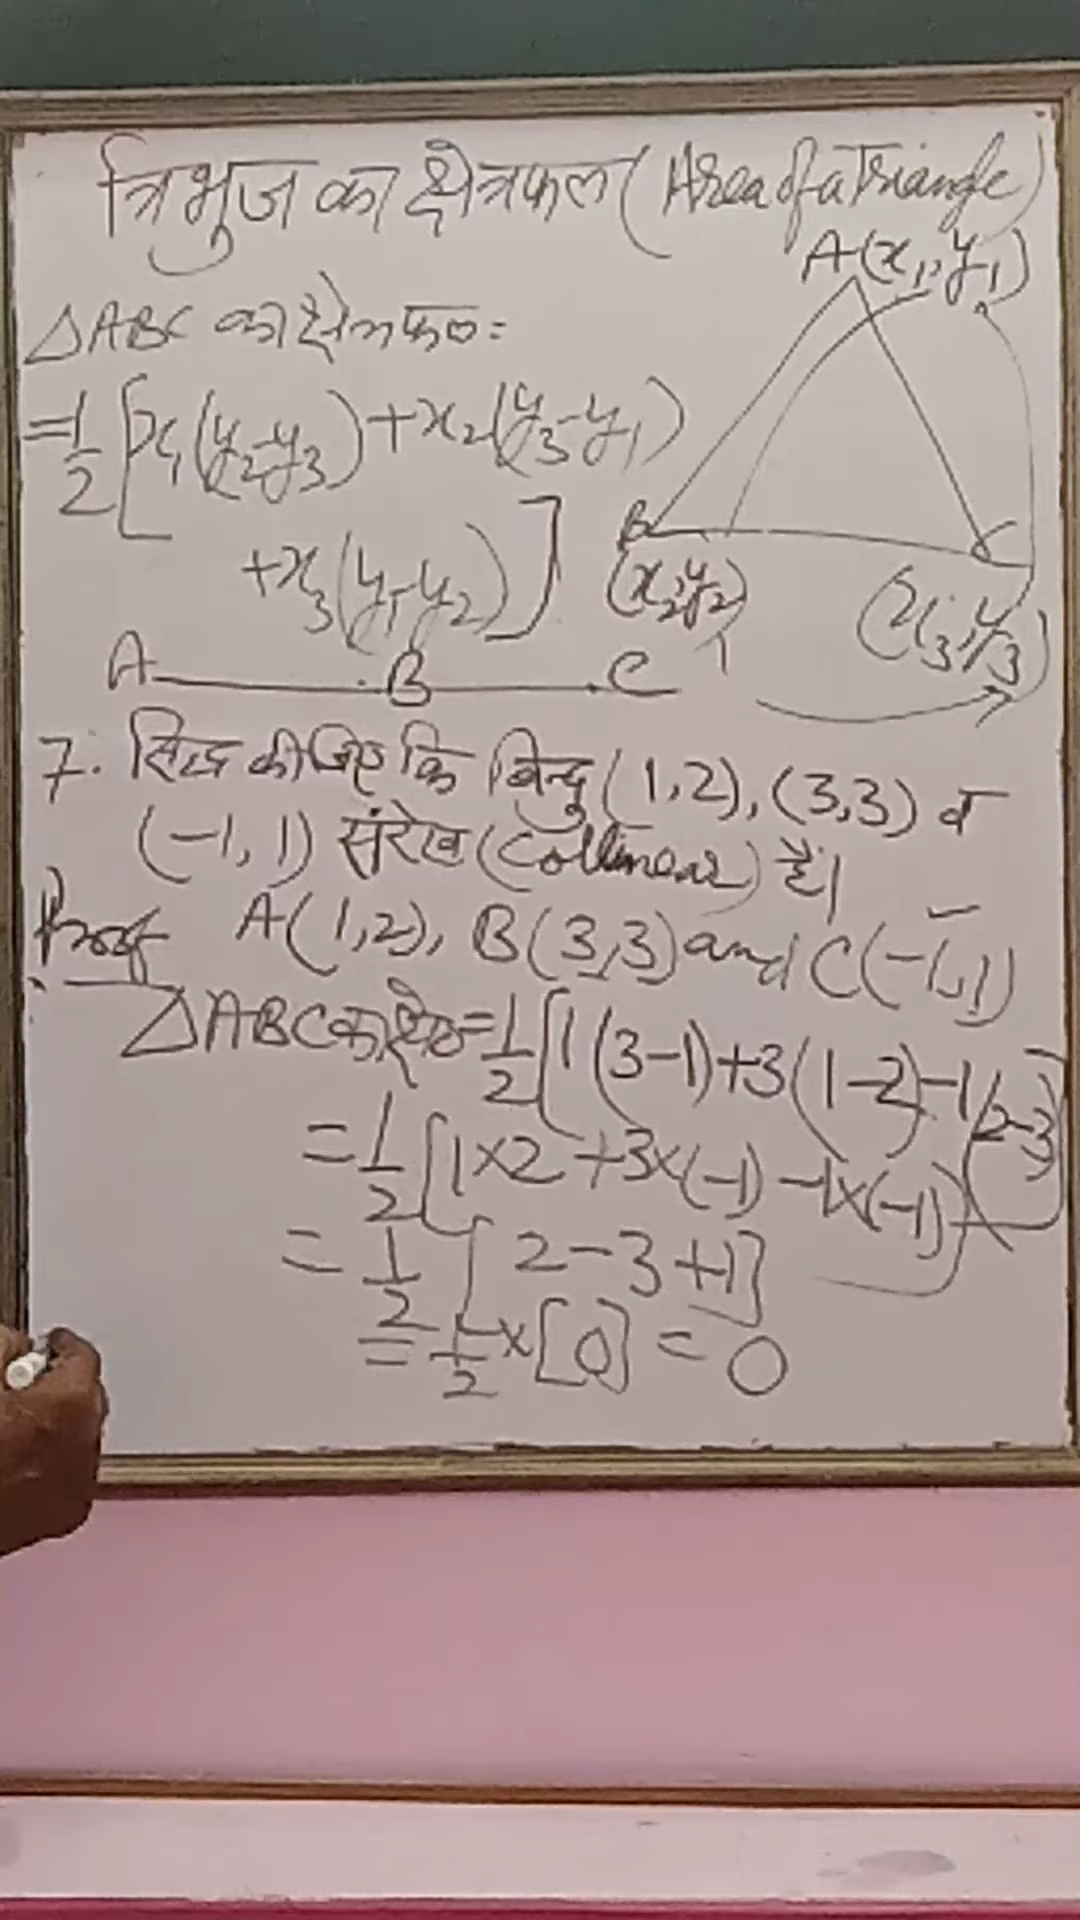 त्रिभुज का क्षेत्रफल (Area of a Triangle)
A(x₁, y₁)
△ABC का क्षेत्रफल =
= 1/2 [x₁(y₂-y₃) + x₂(y₃-y₁)
+ x₃(y₁-y₂)]
B C
(x₂, y₂) (x₃, y₃)
A B C
7. सिद्ध कीजिए कि बिन्दु (1,2), (3,3) व
(-1, 1) संरेख (Collinear) हैं।
Proof A(1,2), B(3,3) and C(-1,1)
△ABC का क्षे० = 1/2 [1(3-1)+3(1-2)-1(2-3)]
= 1/2 [1×2 +3×(-1) -1×(-1)]
= 1/2 [2-3+1]
= 1/2 × [0] = 0